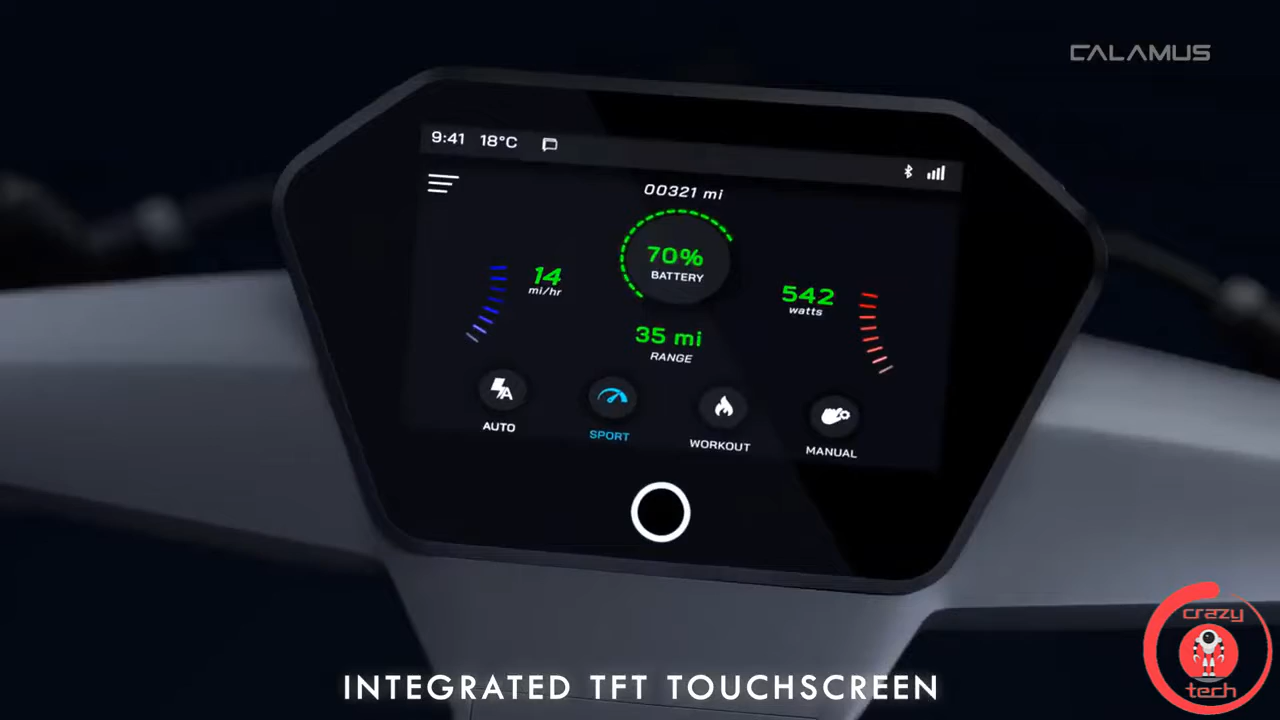 CALAMUS
9:41 18°C
00321 mi
70%
BATTERY
14
mi/hr
542
watts
35 mi
RANGE
AUTO
SPORT
WORKOUT
MANUAL
INTEGRATED TFT TOUCHSCREEN
crazy
tech